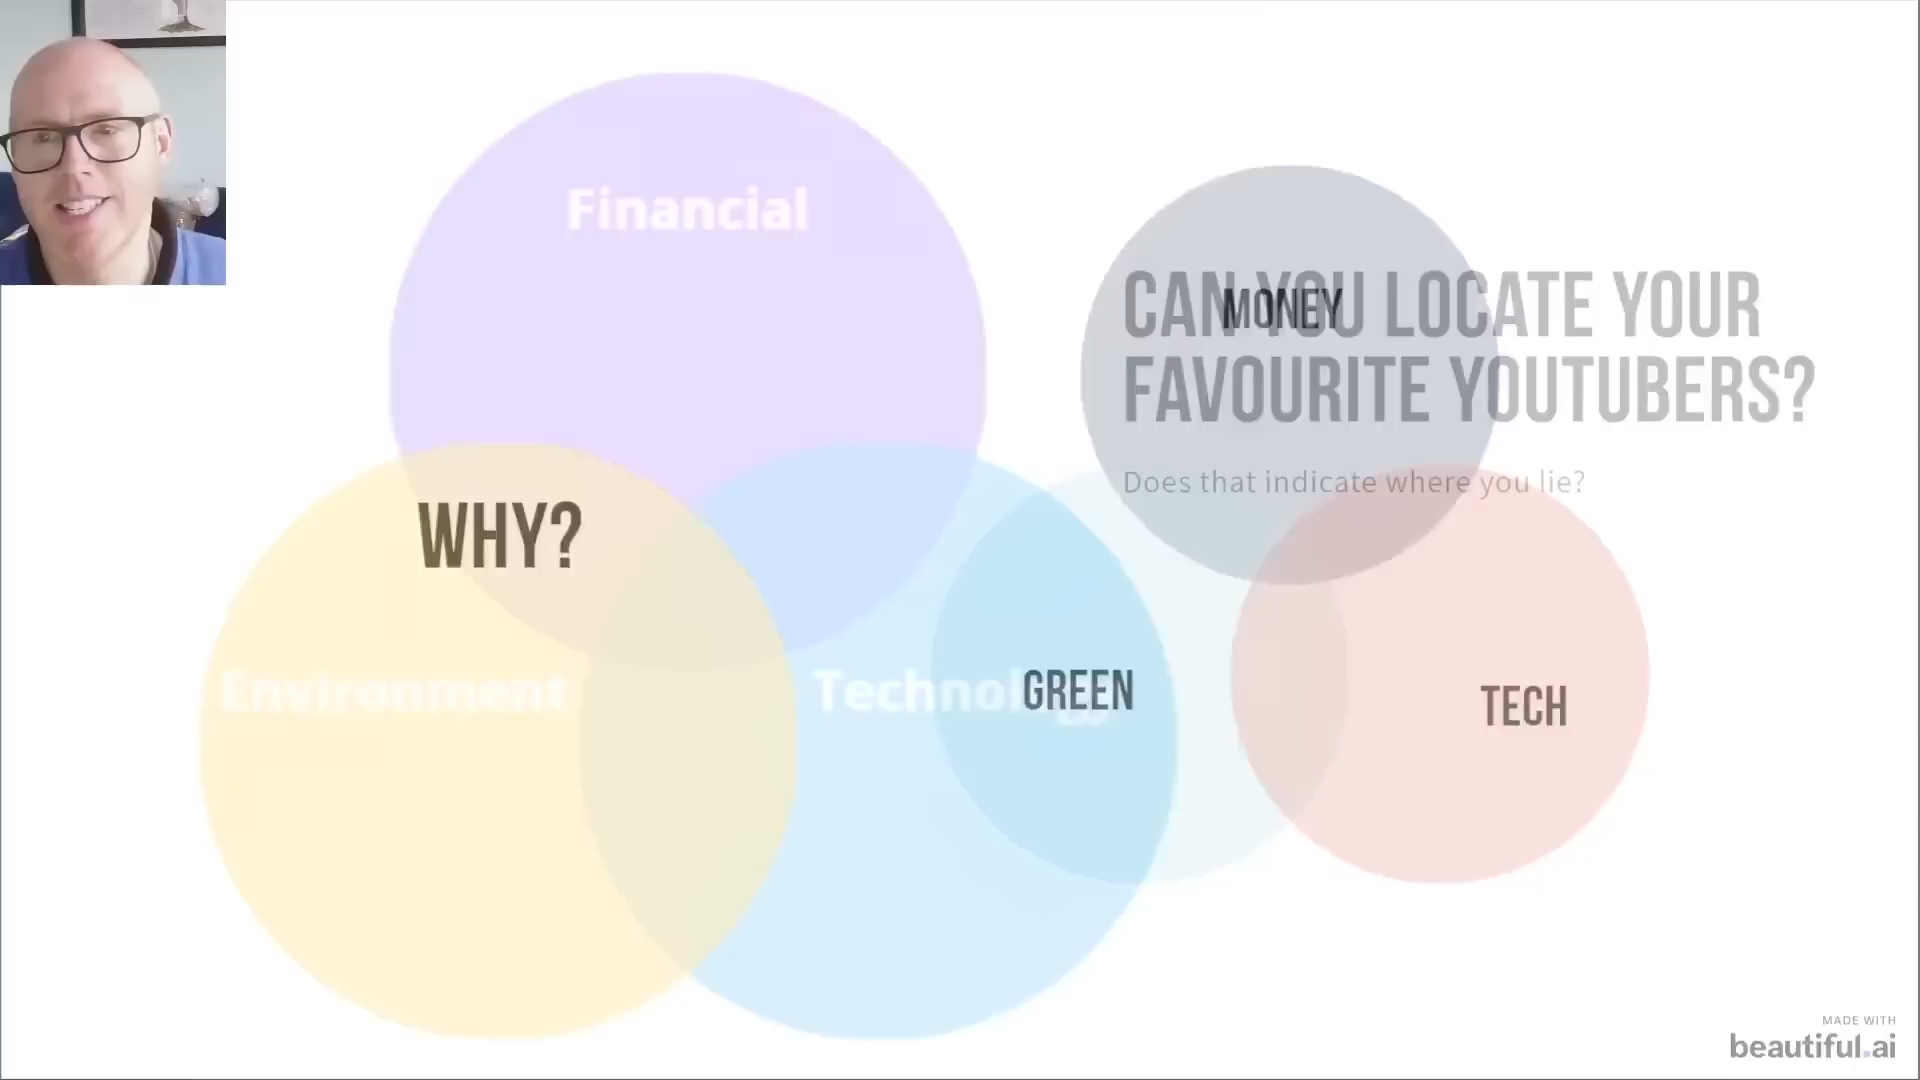 Financial
CAN YOU LOCATE YOUR
FAVOURITE YOUTUBERS?
MONEY
Does that indicate where you lie?
WHY?
Environment
Technology
GREEN
TECH
MADE WITH
beautiful.ai